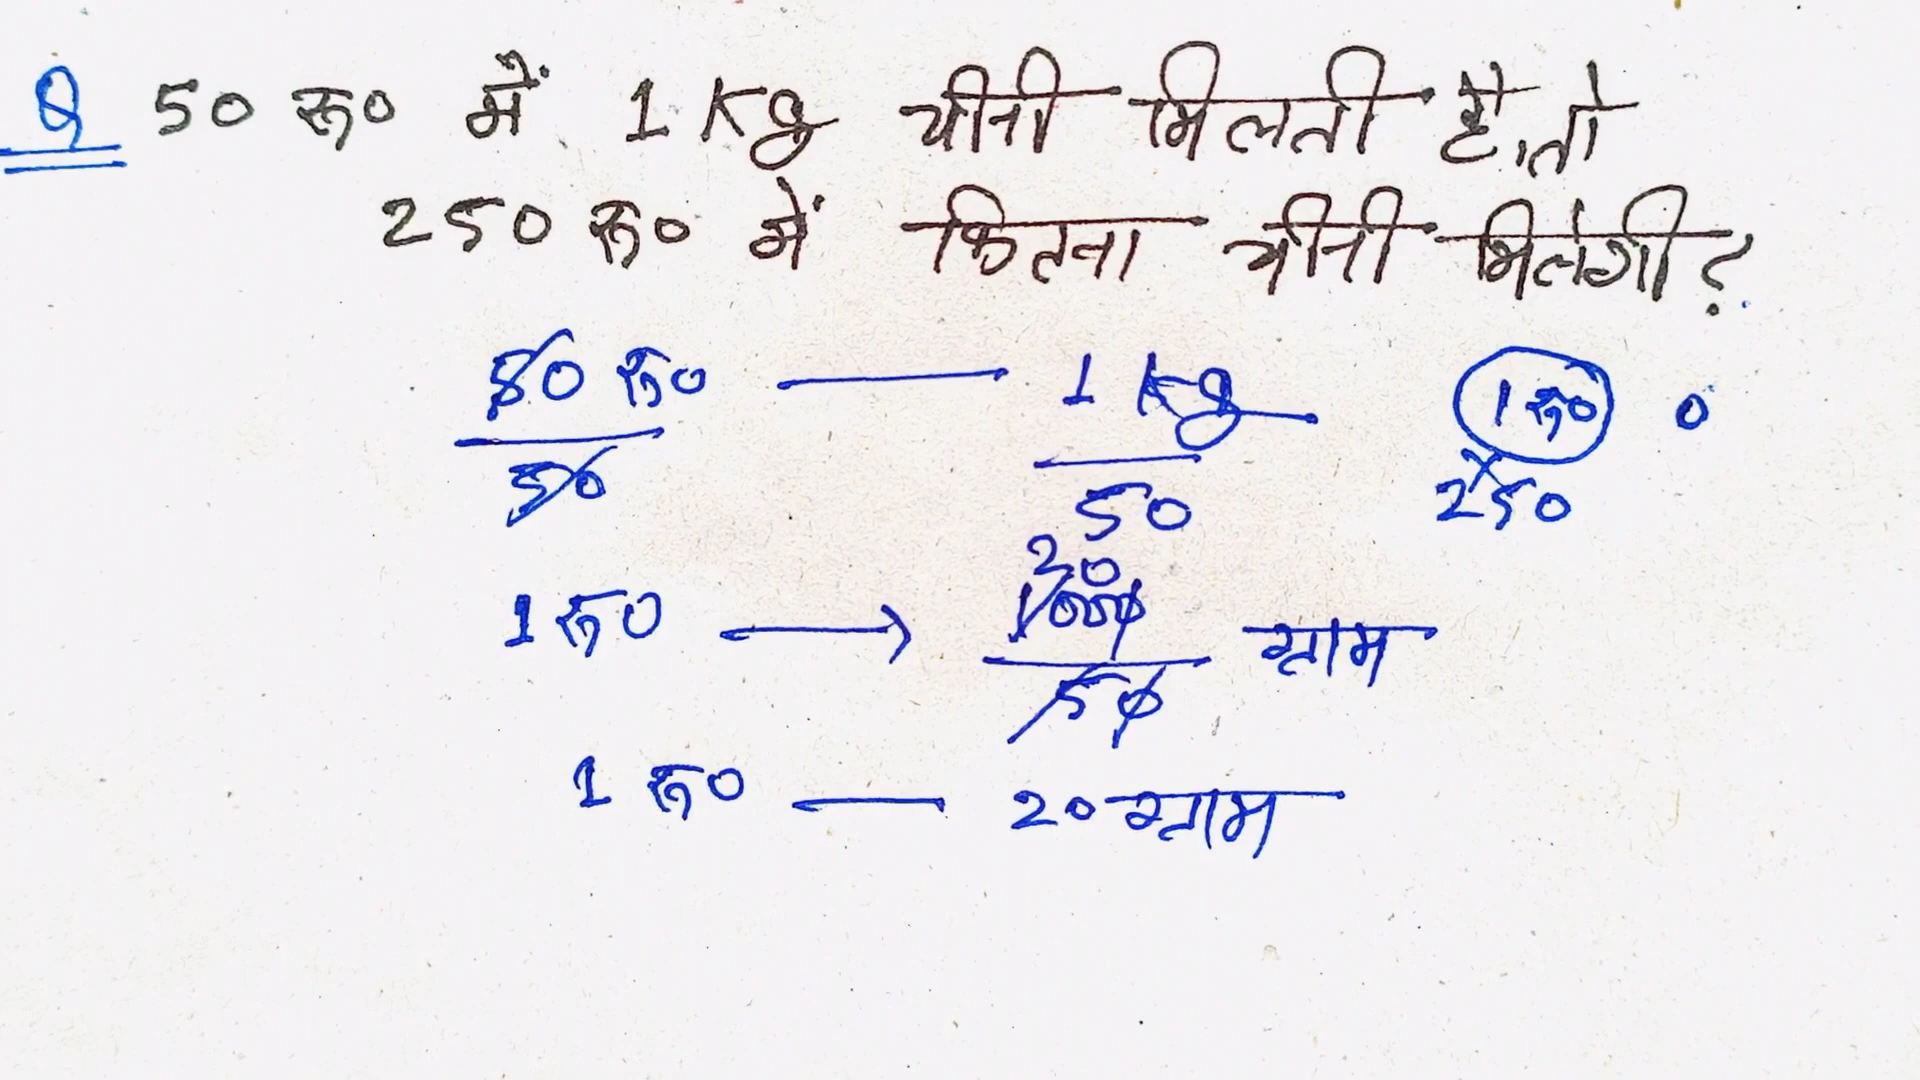 Q 50 रू० में 1 Kg चीनी मिलती है, तो
250 रू० में कितना चीनी मिलेगी?
50 रू० — 1 Kg 1 रू० 0
50 50 250
20
1 रू० → 1000 ग्राम
50
1 रू० — 20 ग्राम